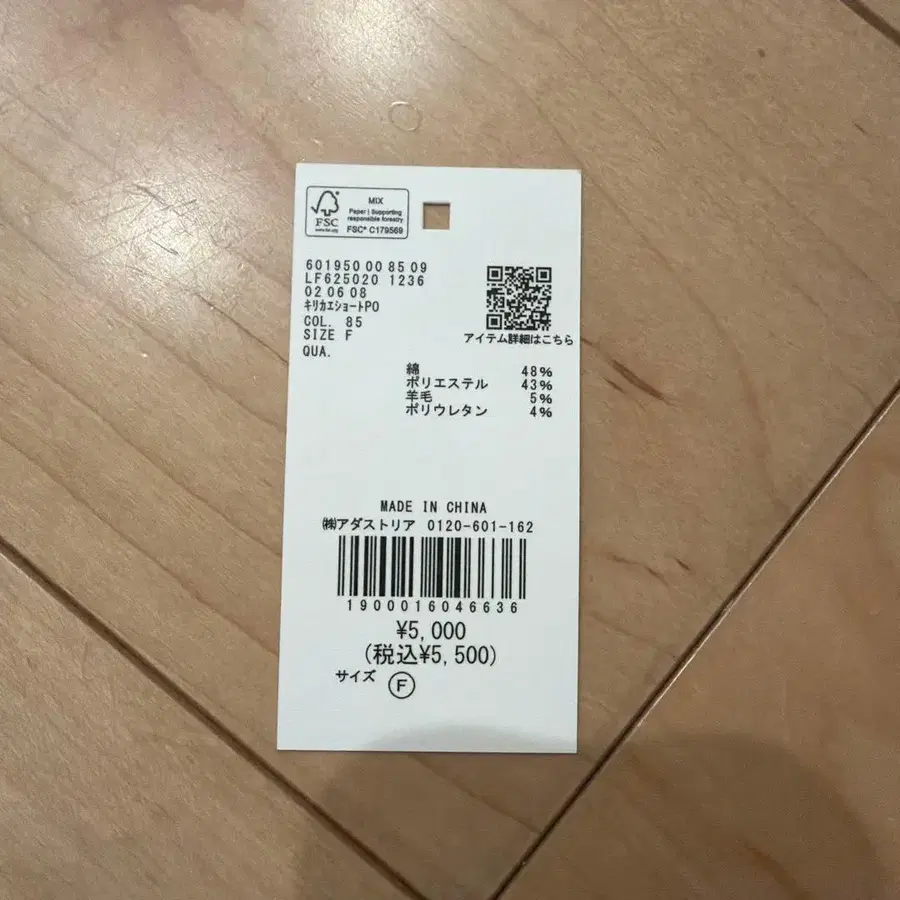 MIX
Paper | Supporting
responsible forestry
FSC
www.fsc.org
FSC® C179569
601950 00 85 09
LF625020 1236
02 06 08
ｷﾘｶｴｼｮｰﾄPO
COL. 85
SIZE F
QUA.
アイテム詳細はこちら
綿 48%
ポリエステル 43%
羊毛 5%
ポリウレタン 4%
MADE IN CHINA
㈱アダストリア 0120-601-162
1900016046636
¥5,000
(税込¥5,500)
サイズ Ⓕ